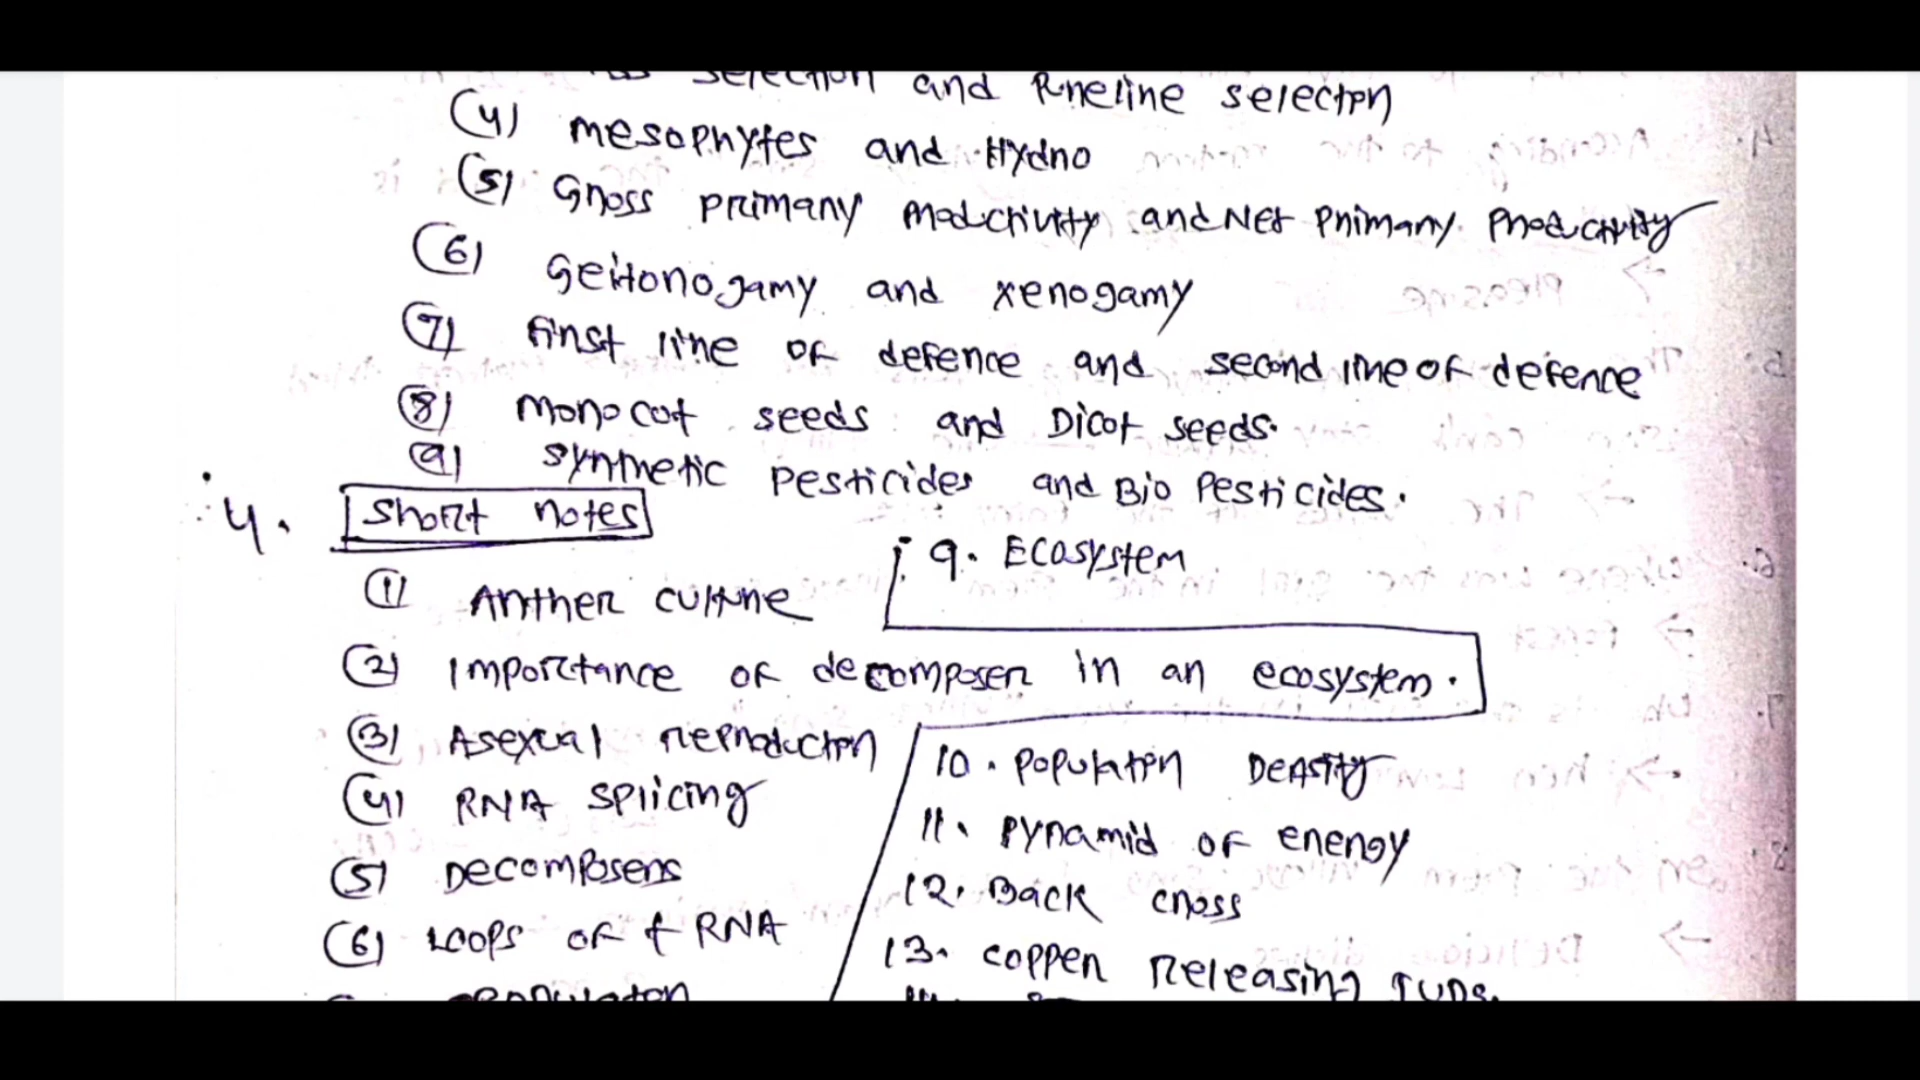 selection and Pureline selection
(4) mesophytes and Hydro
(5) Gross primary productivity and Net Primary Productivity
(6) Geitonogamy and xenogamy
(7) First line of defence and second line of defence
(8) monocot seeds and Dicot seeds.
(9) synthetic Pesticides and Bio Pesticides.
4. Short notes
(1) Anther culture
(2) Importance of decomposer in an ecosystem.
(3) Asexual reproduction
(4) RNA splicing
(5) Decomposers
(6) Loops of t RNA
9. Ecosystem
10. Population Density
11. Pyramid of energy
12. Back cross
13. copper Releasing IUDs.